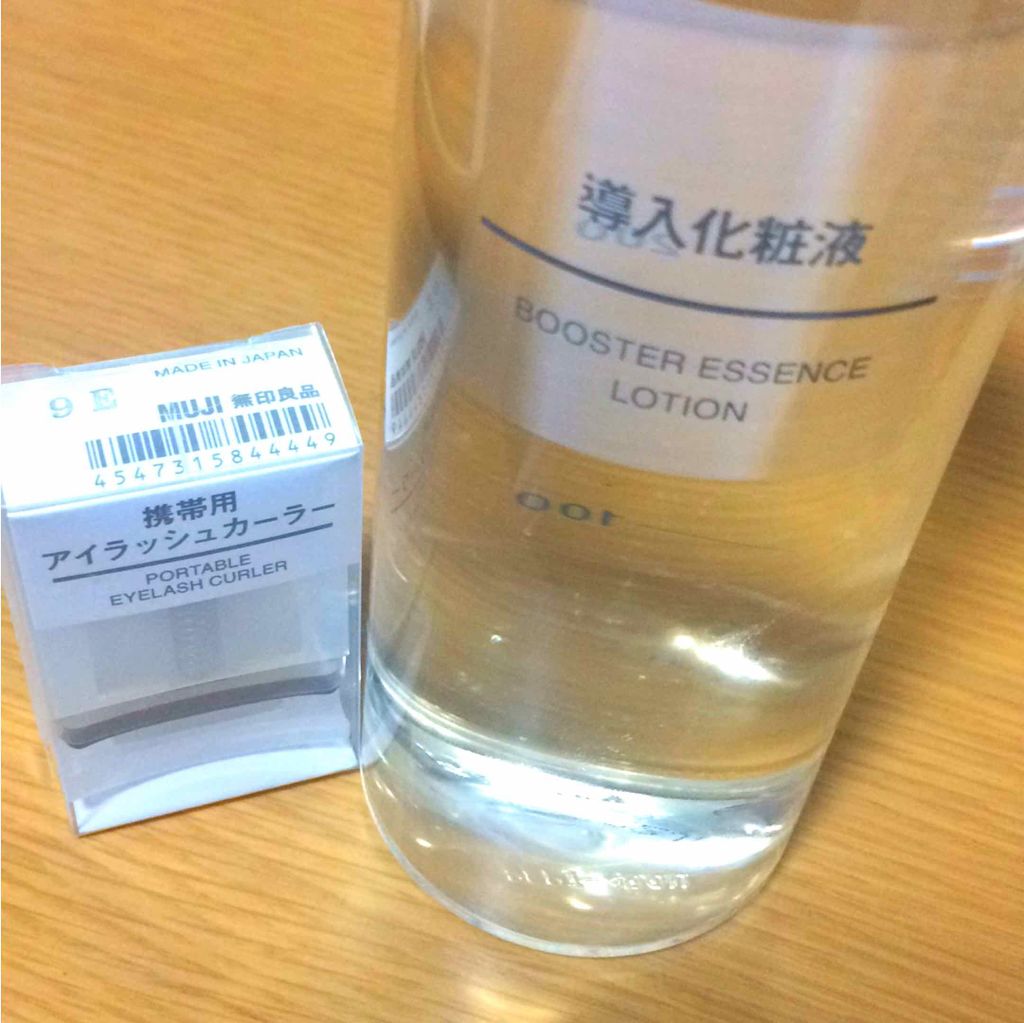 MADE IN JAPAN
9 E MUJI 無印良品
4547315844449
携帯用
アイラッシュカーラー
PORTABLE
EYELASH CURLER
導入化粧液
BOOSTER ESSENCE
LOTION
100